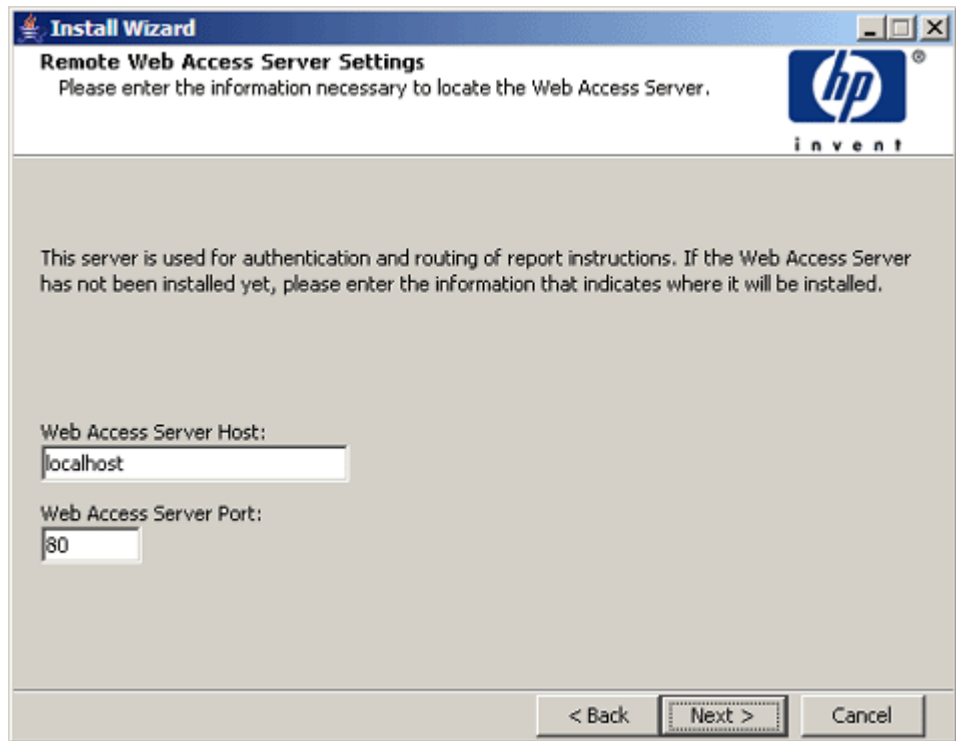 Install Wizard
Remote Web Access Server Settings
Please enter the information necessary to locate the Web Access Server.
hp
®
invent
This server is used for authentication and routing of report instructions. If the Web Access Server
has not been installed yet, please enter the information that indicates where it will be installed.
Web Access Server Host:
localhost
Web Access Server Port:
80
< Back
Next >
Cancel